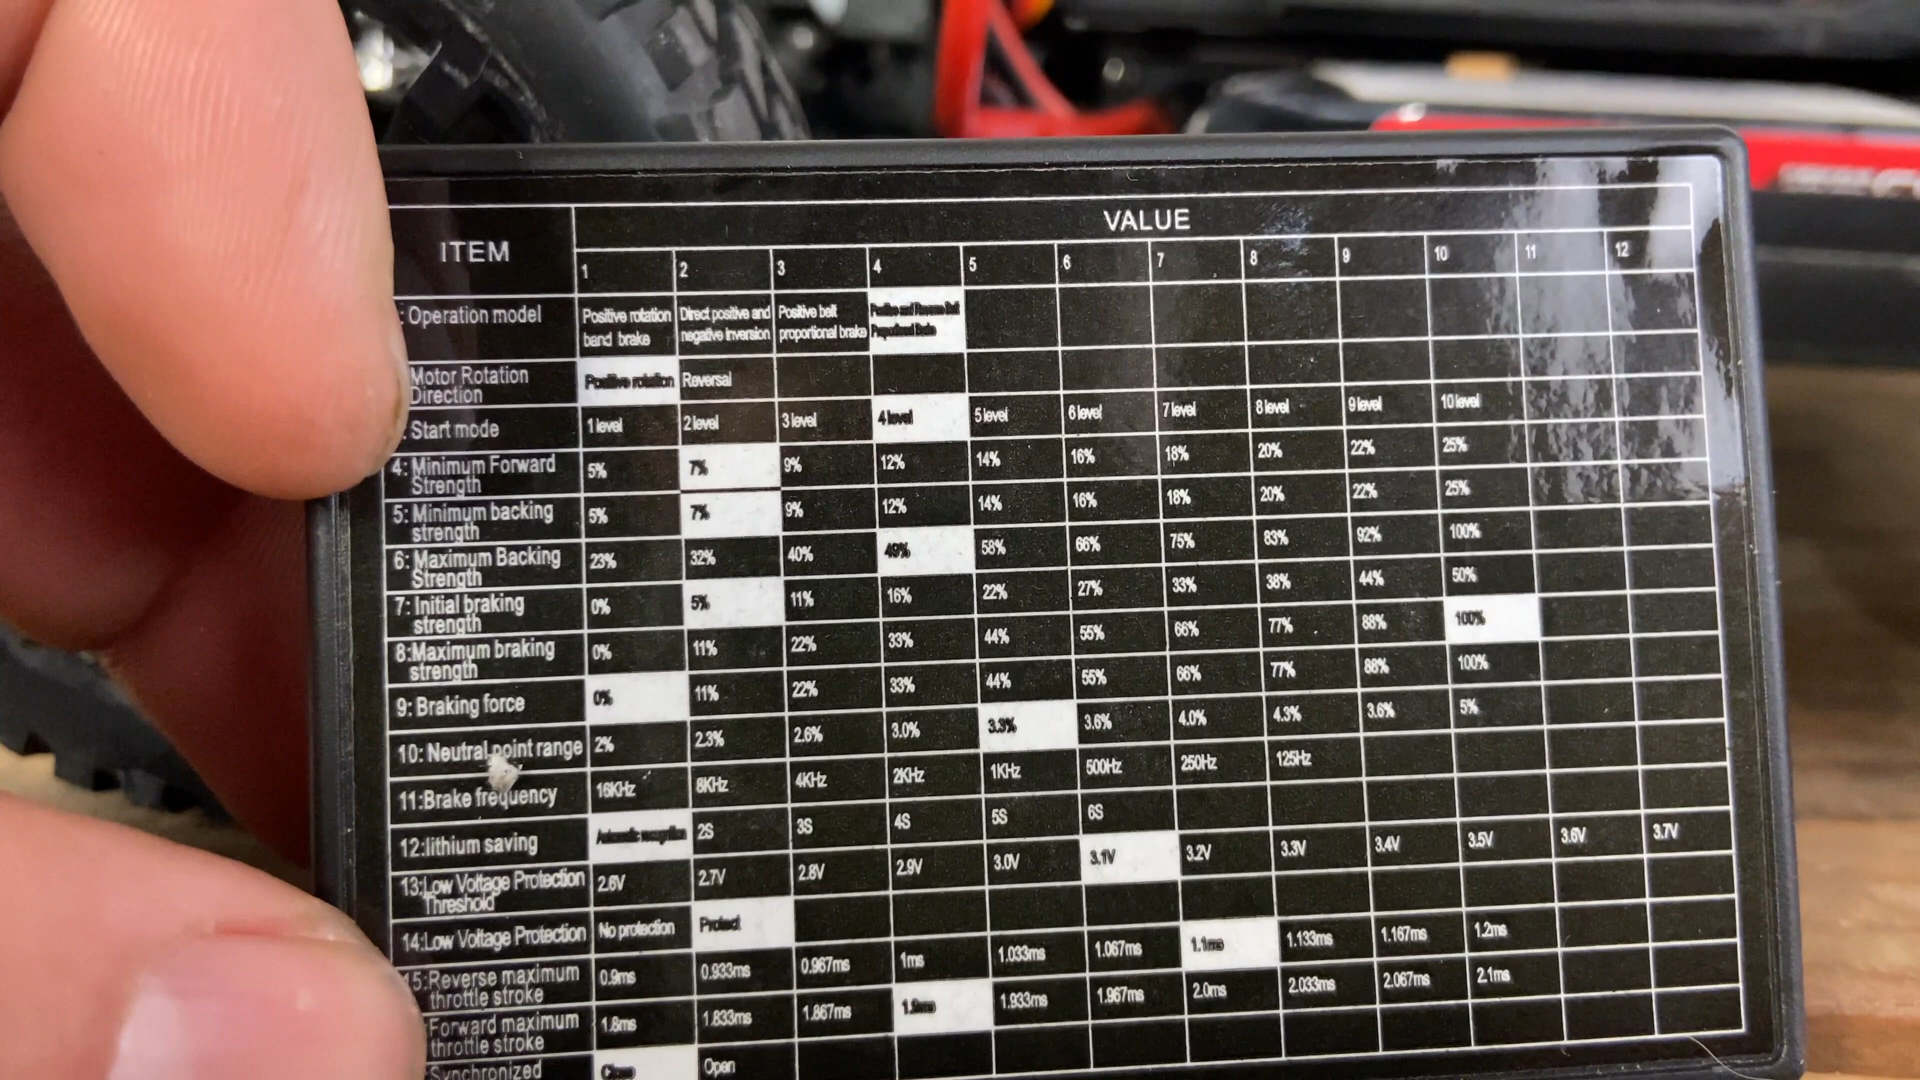 ITEM VALUE
1 2 3 4 5 6 7 8 9 10 11 12
: Operation model Positive rotation band brake Direct positive and negative inversion Positive belt proportional brake
Motor Rotation Direction Positive rotation Reversal
Start mode 1 level 2 level 3 level 4 level 5 level 6 level 7 level 8 level 9 level 10 level
4: Minimum Forward Strength 5% 7% 9% 12% 14% 16% 18% 20% 22% 25%
5: Minimum backing strength 5% 7% 9% 12% 14% 16% 18% 20% 22% 25%
6: Maximum Backing Strength 23% 32% 40% 49% 58% 66% 75% 83% 92% 100%
7: Initial braking strength 0% 5% 11% 16% 22% 27% 33% 38% 44% 50%
8:Maximum braking strength 0% 11% 22% 33% 44% 55% 66% 77% 88% 100%
9: Braking force 0% 11% 22% 33% 44% 55% 66% 77% 88% 100%
10: Neutral point range 2% 2.3% 2.6% 3.0% 3.3% 3.6% 4.0% 4.3% 3.6% 5%
11:Brake frequency 16KHz 8KHz 4KHz 2KHz 1KHz 500Hz 250Hz 125Hz
12:lithium saving 2S 3S 4S 5S 6S
13:Low Voltage Protection Threshold 2.6V 2.7V 2.8V 2.9V 3.0V 3.1V 3.2V 3.3V 3.4V 3.5V 3.6V 3.7V
14:Low Voltage Protection No protection Protect
15:Reverse maximum throttle stroke 0.9ms 0.933ms 0.967ms 1ms 1.033ms 1.067ms 1.1ms 1.133ms 1.167ms 1.2ms
Forward maximum throttle stroke 1.8ms 1.833ms 1.867ms 1.9ms 1.933ms 1.967ms 2.0ms 2.033ms 2.067ms 2.1ms
Synchronized Close Open